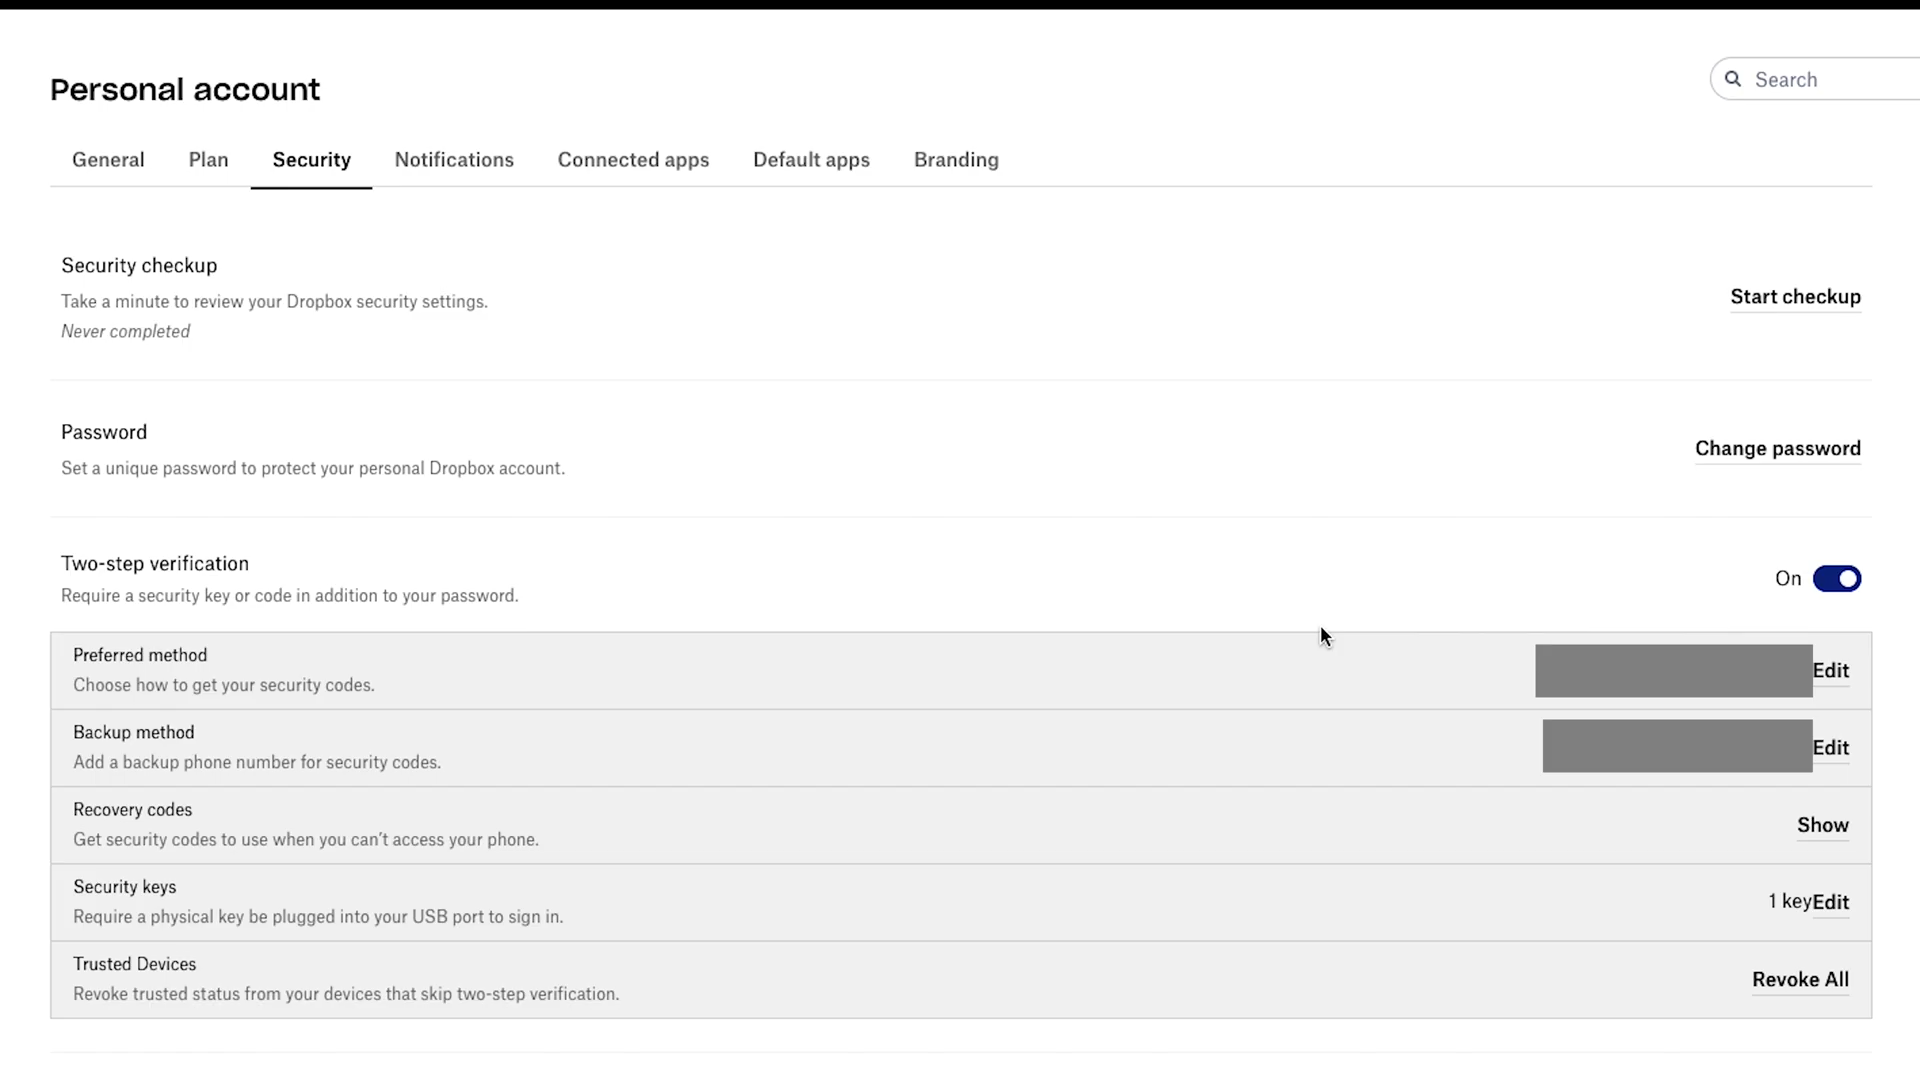 Personal account
Search
General Plan Security Notifications Connected apps Default apps Branding
Security checkup
Take a minute to review your Dropbox security settings.
Never completed
Start checkup
Password
Set a unique password to protect your personal Dropbox account.
Change password
Two-step verification
Require a security key or code in addition to your password.
On
Preferred method
Choose how to get your security codes.
Edit
Backup method
Add a backup phone number for security codes.
Edit
Recovery codes
Get security codes to use when you can’t access your phone.
Show
Security keys
Require a physical key be plugged into your USB port to sign in.
1 key Edit
Trusted Devices
Revoke trusted status from your devices that skip two-step verification.
Revoke All